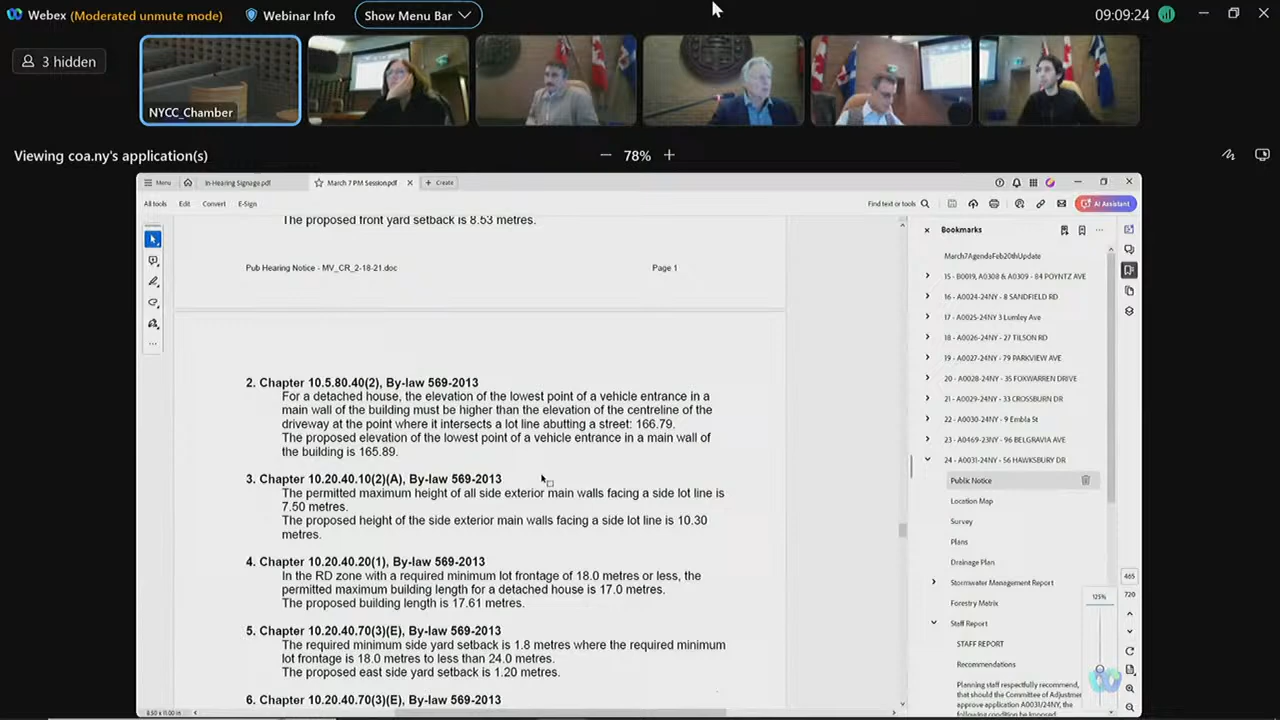 Webex (Moderated unmute mode)
Webinar Info
Show Menu Bar
09:09:24
3 hidden
NYCC_Chamber
Viewing coa.ny's application(s)
78%
Menu
In-Hearing Signage.pdf
March 7 PM Session.pdf
Create
All tools
Edit
Convert
E-Sign
Find text or tools
AI Assistant
The proposed front yard setback is 8.53 metres.
Pub Hearing Notice - MV_CR_2-18-21.doc
Page 1
2. Chapter 10.5.80.40(2), By-law 569-2013
For a detached house, the elevation of the lowest point of a vehicle entrance in a
main wall of the building must be higher than the elevation of the centreline of the
driveway at the point where it intersects a lot line abutting a street: 166.79.
The proposed elevation of the lowest point of a vehicle entrance in a main wall of
the building is 165.89.
3. Chapter 10.20.40.10(2)(A), By-law 569-2013
The permitted maximum height of all side exterior main walls facing a side lot line is
7.50 metres.
The proposed height of the side exterior main walls facing a side lot line is 10.30
metres.
4. Chapter 10.20.40.20(1), By-law 569-2013
In the RD zone with a required minimum lot frontage of 18.0 metres or less, the
permitted maximum building length for a detached house is 17.0 metres.
The proposed building length is 17.61 metres.
5. Chapter 10.20.40.70(3)(E), By-law 569-2013
The required minimum side yard setback is 1.8 metres where the required minimum
lot frontage is 18.0 metres to less than 24.0 metres.
The proposed east side yard setback is 1.20 metres.
6. Chapter 10.20.40.70(3)(E), By-law 569-2013
8.50 x 11.00 in
Bookmarks
March7AgendaFeb20thUpdate
15 - B0019, A0308 & A0309 - 84 POYNTZ AVE
16 - A0024-24NY - 8 SANDFIELD RD
17 - A0025-24NY 3 Lumley Ave
18 - A0026-24NY - 27 TILSON RD
19 - A0027-24NY - 79 PARKVIEW AVE
20 - A0028-24NY - 35 FOXWARREN DRIVE
21 - A0029-24NY - 33 CROSSBURN DR
22 - A0030-24NY - 9 Embla St
23 - A0469-23NY - 96 BELGRAVIA AVE
24 - A0031-24NY - 56 HAWKSBURY DR
Public Notice
Location Map
Survey
Plans
Drainage Plan
Stormwater Management Report
Forestry Matrix
Staff Report
STAFF REPORT
Recommendations
Planning staff respectfully recommend,
that should the Committee of Adjustment
approve application A0031/24NY, the
following condition be imposed
465
720
125%